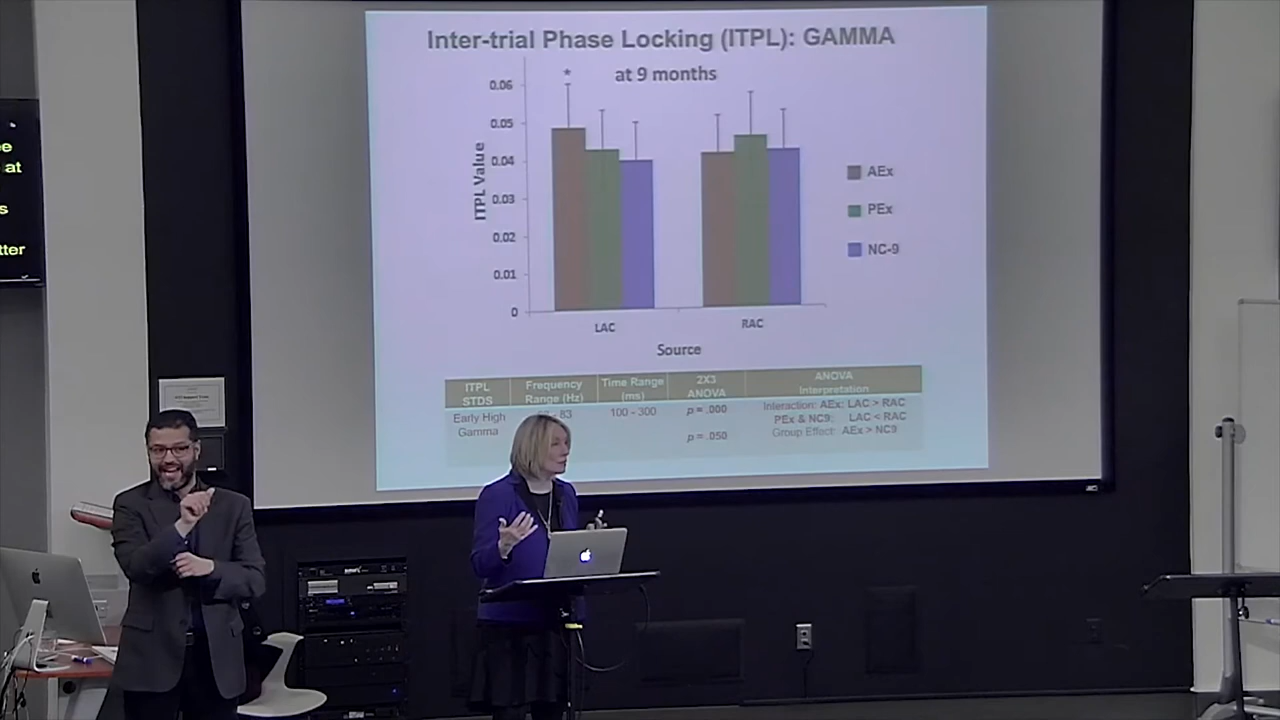 Inter-trial Phase Locking (ITPL): GAMMA
at 9 months
*
0.06
0.05
0.04
0.03
0.02
0.01
0
ITPL Value
LAC
RAC
Source
AEx
PEx
NC-9
ITPL STDS
Frequency Range (Hz)
Time Range (ms)
2X3 ANOVA
ANOVA Interpretation
Early High Gamma
83
100 - 300
p = .000
Interaction: AEx: LAC > RAC
PEx & NC9: LAC < RAC
p = .050
Group Effect: AEx > NC9
e
at
s
tter